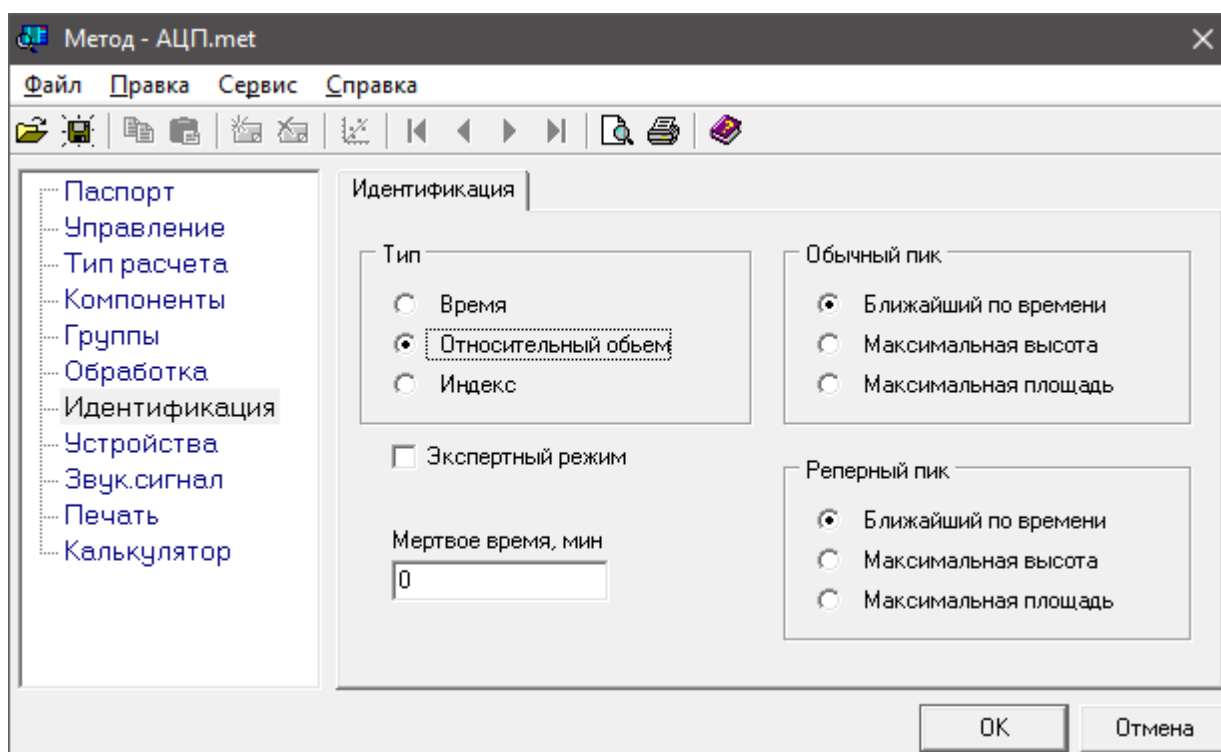 Метод - АЦП.met
Файл Правка Сервис Справка
Паспорт
Управление
Тип расчета
Компоненты
Группы
Обработка
Идентификация
Устройства
Звук.сигнал
Печать
Калькулятор
Идентификация
Тип
Время
Относительный обьем
Индекс
Экспертный режим
Мертвое время, мин
0
Обычный пик
Ближайший по времени
Максимальная высота
Максимальная площадь
Реперный пик
Ближайший по времени
Максимальная высота
Максимальная площадь
OK Отмена